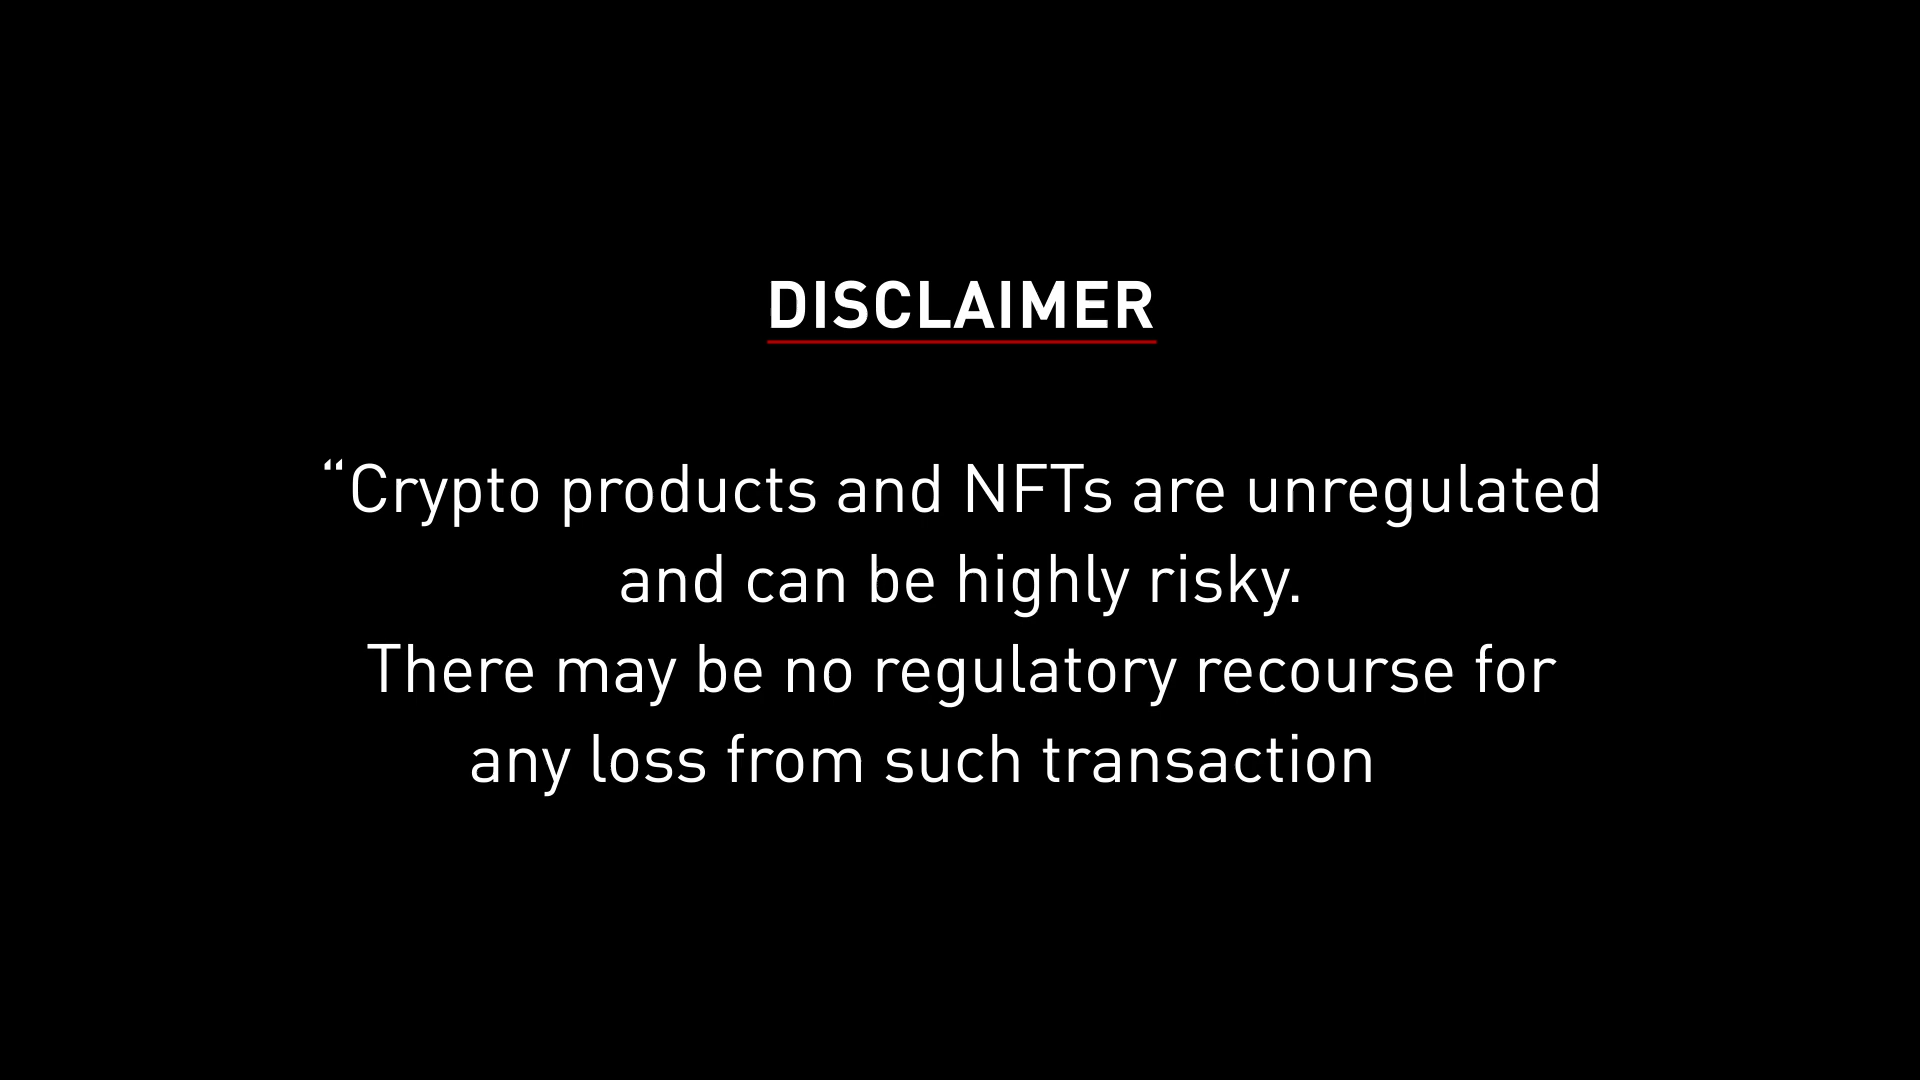 DISCLAIMER
“Crypto products and NFTs are unregulated
and can be highly risky.
There may be no regulatory recourse for
any loss from such transaction